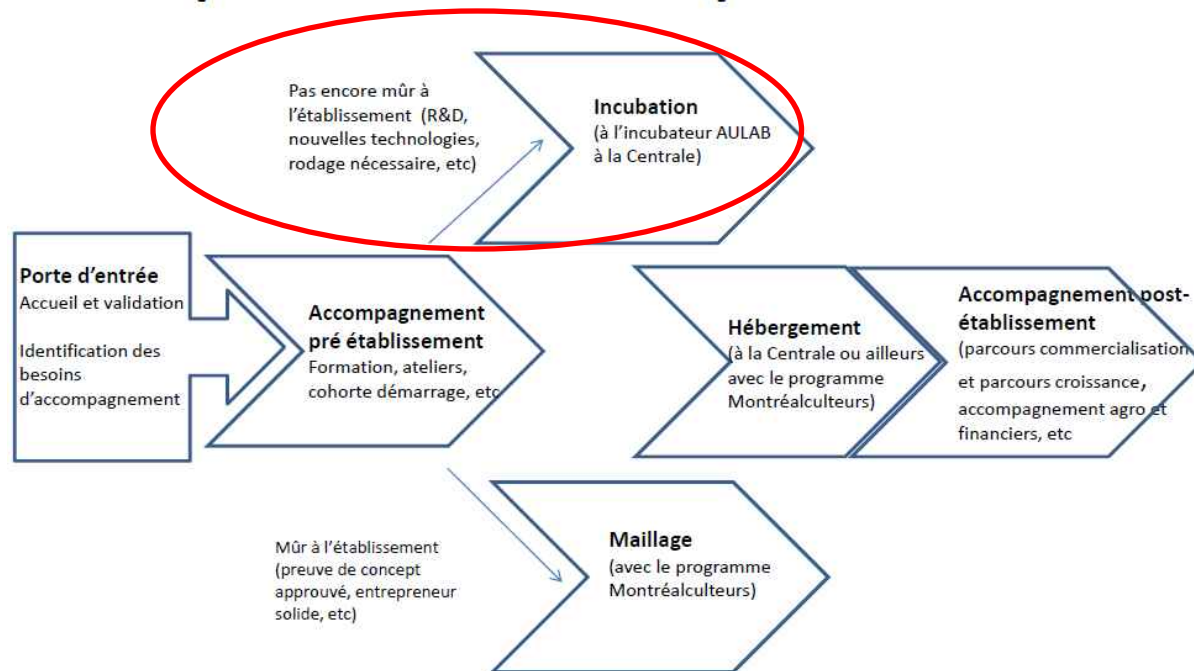 Pas encore mûr à
l'établissement (R&D,
nouvelles technologies,
rodage nécessaire, etc)
Incubation
(à l'incubateur AULAB
à la Centrale)
Porte d'entrée
Accueil et validation
Identification des
besoins
d'accompagnement
Accompagnement
pré établissement
Formation, ateliers,
cohorte démarrage, etc
Hébergement
(à la Centrale ou ailleurs
avec le programme
Montréalculteurs)
Accompagnement post-
établissement
(parcours commercialisation
et parcours croissance,
accompagnement agro et
financiers, etc
Mûr à l'établissement
(preuve de concept
approuvé, entrepreneur
solide, etc)
Maillage
(avec le programme
Montréalculteurs)